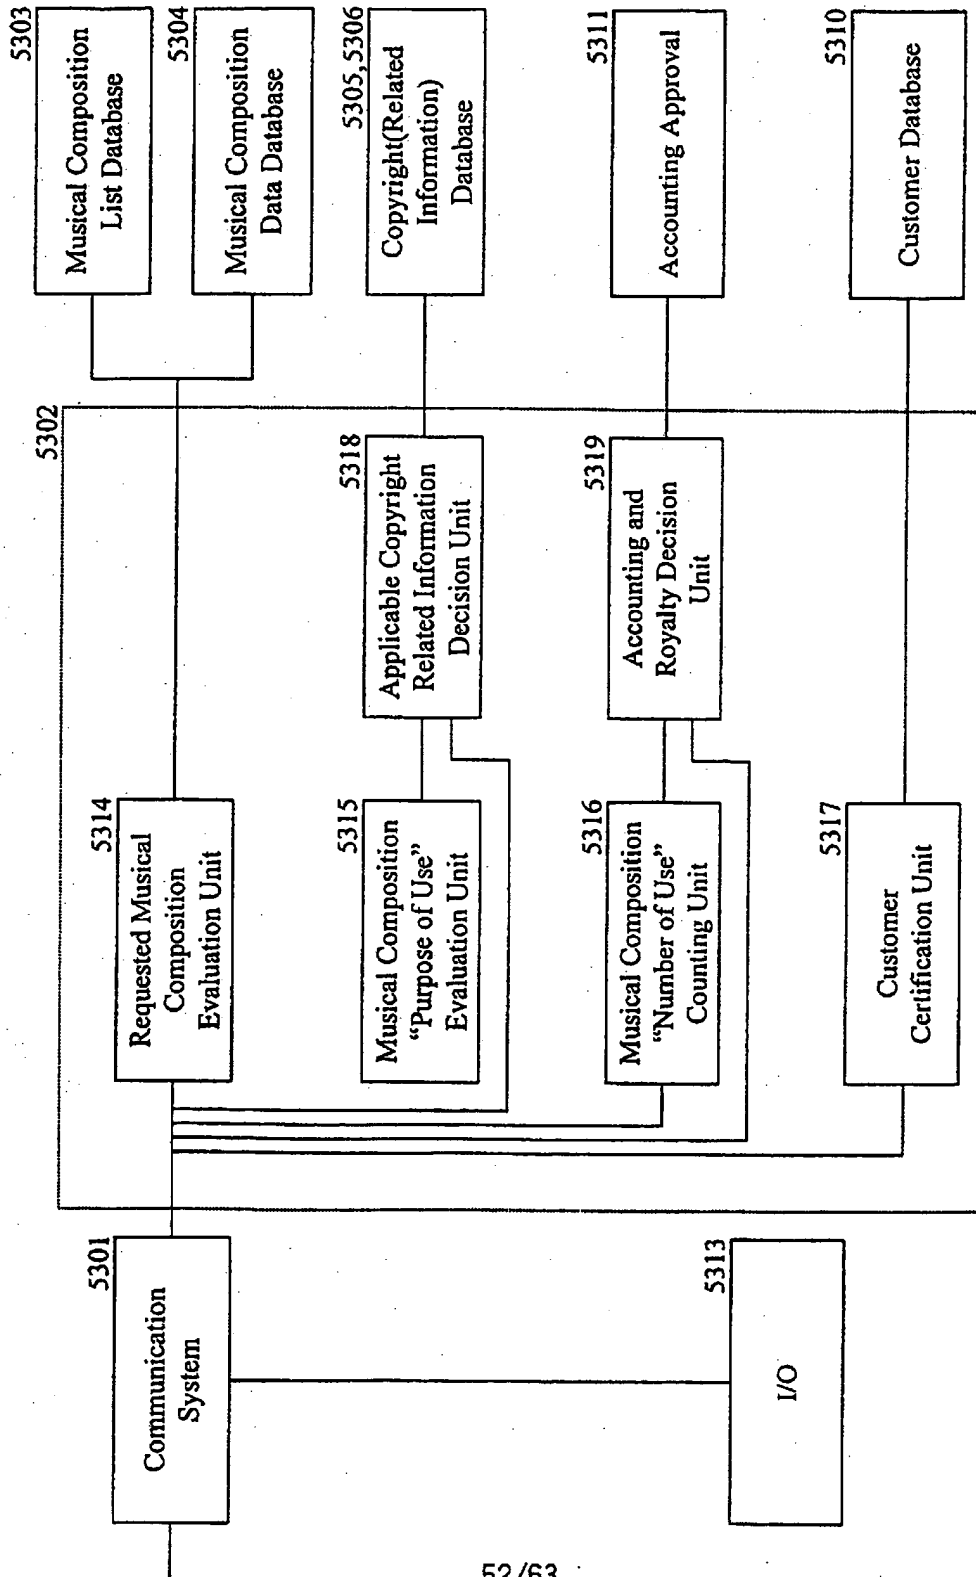 5301
Communication
System
5313
I/O
5302
5314
Requested Musical
Composition
Evaluation Unit
5315
Musical Composition
“Purpose of Use”
Evaluation Unit
5316
Musical Composition
“Number of Use”
Counting Unit
5317
Customer
Certification Unit
5318
Applicable Copyright
Related Information
Decision Unit
5319
Accounting and
Royalty Decision
Unit
5303
Musical Composition
List Database
5304
Musical Composition
Data Database
5305,5306
Copyright(Related
Information)
Database
5311
Accounting Approval
5310
Customer Database
52/63